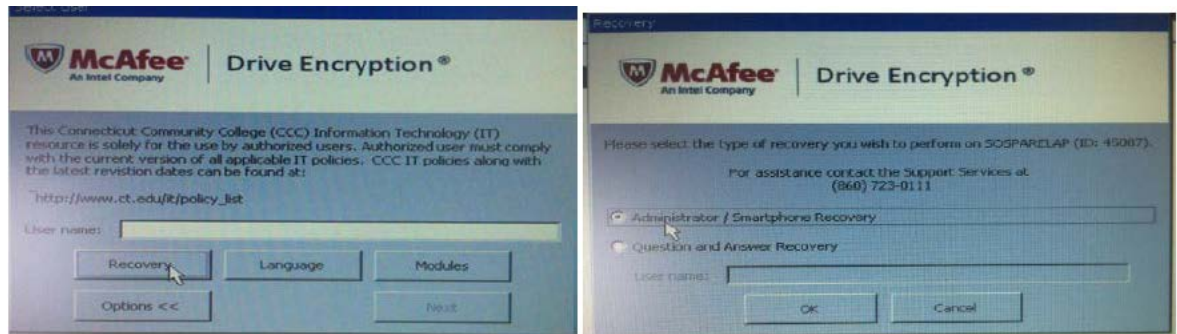 Select User
McAfee
An Intel Company
Drive Encryption ®
This Connecticut Community College (CCC) Information Technology (IT)
resource is solely for the use by authorized users. Authorized user must comply
with the current version of all applicable IT policies. CCC IT policies along with
the latest revistion dates can be found at:
http://www.ct.edu/it/policy_list
User name:
Recovery
Language
Modules
Options <<
Next
Recovery
McAfee
An Intel Company
Drive Encryption ®
Please select the type of recovery you wish to perform on SOSPARELAP (ID: 45087).
For assistance contact the Support Services at
(860) 723-0111
Administrator / Smartphone Recovery
Question and Answer Recovery
User name:
OK
Cancel